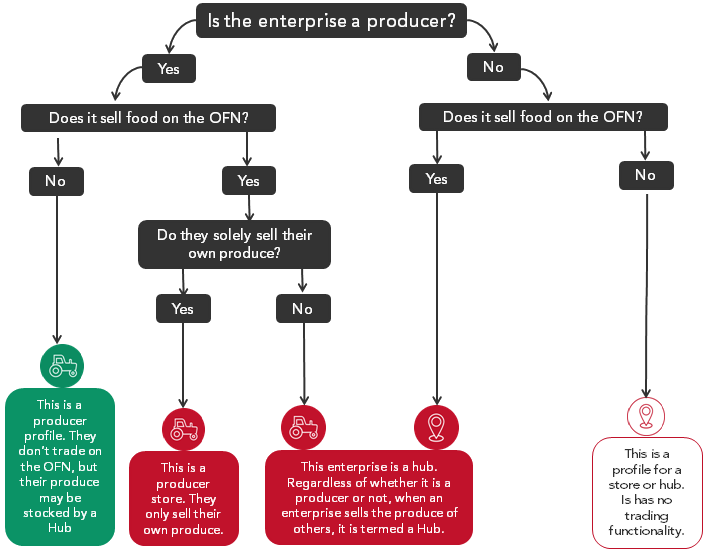 Is the enterprise a producer?
Yes
No
Does it sell food on the OFN?
Does it sell food on the OFN?
No
Yes
Yes
No
Do they solely sell their
own produce?
Yes
No
This is a
producer
profile. They
don't trade on
the OFN, but
their produce
may be
stocked by a
Hub
This is a
producer
store. They
only sell their
own produce.
This enterprise is a hub.
Regardless of whether it is a
producer or not, when an
enterprise sells the produce of
others, it is termed a Hub.
This is a
profile for a
store or hub.
Is has no
trading
functionality.